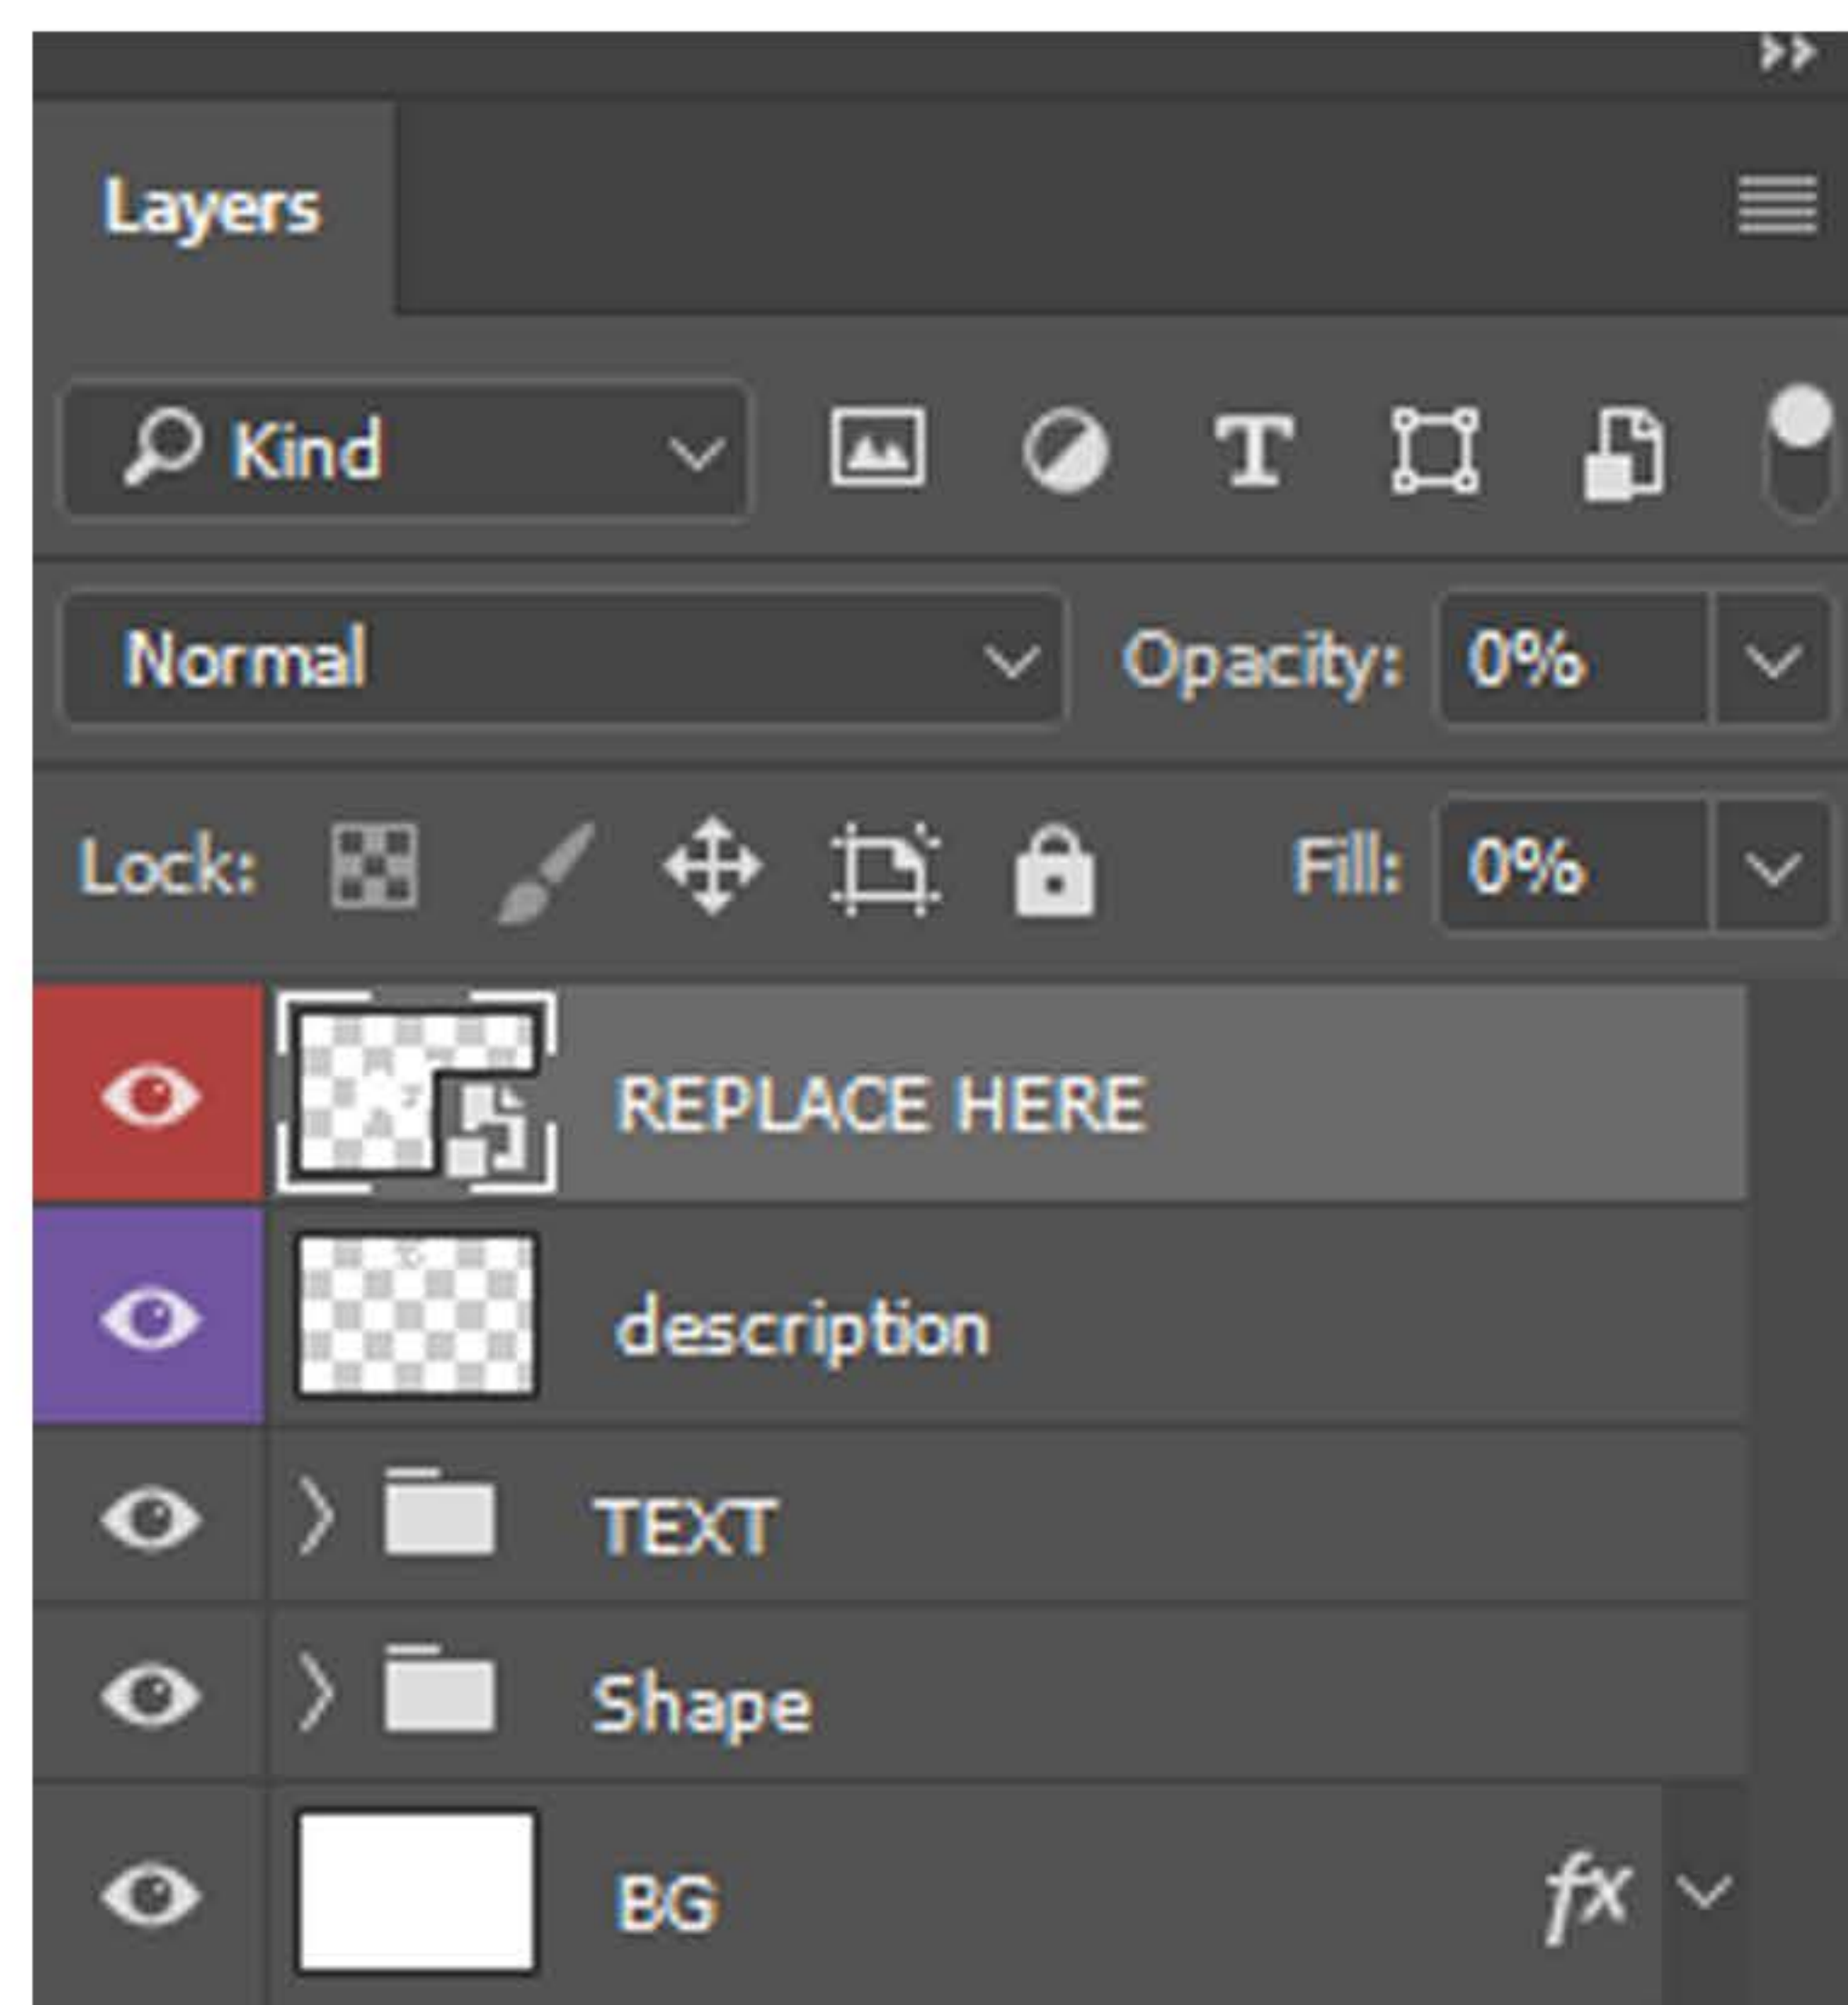 Layers
Kind
Normal Opacity: 0%
Lock: Fill: 0%
REPLACE HERE
description
TEXT
Shape
BG fx